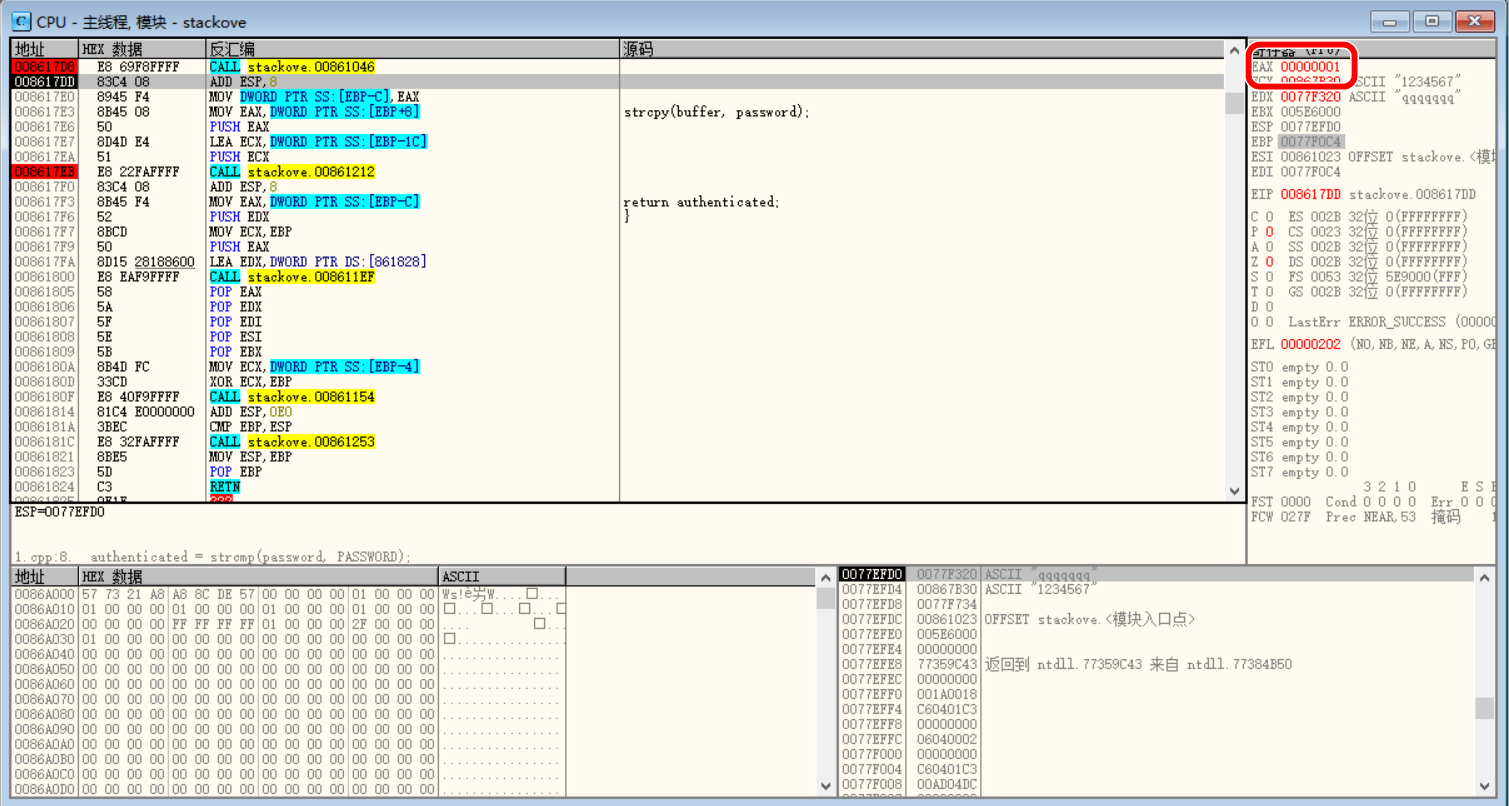 C CPU - 主线程, 模块 - stackove
地址 HEX 数据 反汇编 源码
008617D8 E8 69F8FFFF CALL stackove.00861046
008617DD 83C4 08 ADD ESP,8
008617E0 8945 F4 MOV DWORD PTR SS:[EBP-C],EAX
008617E3 8B45 08 MOV EAX,DWORD PTR SS:[EBP+8] strcpy(buffer, password);
008617E6 50 PUSH EAX
008617E7 8D4D E4 LEA ECX,DWORD PTR SS:[EBP-1C]
008617EA 51 PUSH ECX
008617EB E8 22FAFFFF CALL stackove.00861212
008617F0 83C4 08 ADD ESP,8
008617F3 8B45 F4 MOV EAX,DWORD PTR SS:[EBP-C] return authenticated;
008617F6 52 PUSH EDX }
008617F7 8BCD MOV ECX,EBP
008617F9 50 PUSH EAX
008617FA 8D15 28188600 LEA EDX,DWORD PTR DS:[861828]
00861800 E8 EAF9FFFF CALL stackove.008611EF
00861805 58 POP EAX
00861806 5A POP EDX
00861807 5F POP EDI
00861808 5E POP ESI
00861809 5B POP EBX
0086180A 8B4D FC MOV ECX,DWORD PTR SS:[EBP-4]
0086180D 33CD XOR ECX,EBP
0086180F E8 40F9FFFF CALL stackove.00861154
00861814 81C4 E0000000 ADD ESP,0E0
0086181A 3BEC CMP EBP,ESP
0086181C E8 32FAFFFF CALL stackove.00861253
00861821 8BE5 MOV ESP,EBP
00861823 5D POP EBP
00861824 C3 RETN
00861825 0F1F ???
EAX 00000001
ECX 00867B30 ASCII "1234567"
EDX 0077F320 ASCII "qqqqqqq"
EBX 005E6000
ESP 0077EFD0
EBP 0077F0C4
ESI 00861023 OFFSET stackove.<模块
EDI 0077F0C4
EIP 008617DD stackove.008617DD
C 0 ES 002B 32位 0(FFFFFFFF)
P 0 CS 0023 32位 0(FFFFFFFF)
A 0 SS 002B 32位 0(FFFFFFFF)
Z 0 DS 002B 32位 0(FFFFFFFF)
S 0 FS 0053 32位 5E9000(FFF)
T 0 GS 002B 32位 0(FFFFFFFF)
D 0
O 0 LastErr ERROR_SUCCESS (00000
EFL 00000202 (NO,NB,NE,A,NS,PO,GE
ST0 empty 0.0
ST1 empty 0.0
ST2 empty 0.0
ST3 empty 0.0
ST4 empty 0.0
ST5 empty 0.0
ST6 empty 0.0
ST7 empty 0.0
3 2 1 0 E S
FST 0000 Cond 0 0 0 0 Err 0 0 0
FCW 027F Prec NEAR,53 掩码 1
ESP=0077EFD0
1.cpp:8. authenticated = strcmp(password, PASSWORD);
地址 HEX 数据 ASCII
0086A000 57 73 21 A8 A8 8C DE 57 00 00 00 00 01 00 00 00
0086A010 01 00 00 00 01 00 00 00 01 00 00 00 01 00 00 00
0086A020 00 00 00 00 FF FF FF FF 01 00 00 00 2F 00 00 00
0086A030 01 00 00 00 00 00 00 00 00 00 00 00 00 00 00 00
0086A040 00 00 00 00 00 00 00 00 00 00 00 00 00 00 00 00 ................
0086A050 00 00 00 00 00 00 00 00 00 00 00 00 00 00 00 00 ................
0086A060 00 00 00 00 00 00 00 00 00 00 00 00 00 00 00 00 ................
0086A070 00 00 00 00 00 00 00 00 00 00 00 00 00 00 00 00 ................
0086A080 00 00 00 00 00 00 00 00 00 00 00 00 00 00 00 00 ................
0086A090 00 00 00 00 00 00 00 00 00 00 00 00 00 00 00 00 ................
0086A0A0 00 00 00 00 00 00 00 00 00 00 00 00 00 00 00 00 ................
0086A0B0 00 00 00 00 00 00 00 00 00 00 00 00 00 00 00 00 ................
0086A0C0 00 00 00 00 00 00 00 00 00 00 00 00 00 00 00 00 ................
0086A0D0 00 00 00 00 00 00 00 00 00 00 00 00 00 00 00 00 ................
0077EFD0 0077F320 ASCII "qqqqqqq"
0077EFD4 00867B30 ASCII "1234567"
0077EFD8 0077F734
0077EFDC 00861023 OFFSET stackove.<模块入口点>
0077EFE0 005E6000
0077EFE4 00000000
0077EFE8 77359C43 返回到 ntdll.77359C43 来自 ntdll.77384B50
0077EFEC 00000000
0077EFF0 001A0018
0077EFF4 C60401C3
0077EFF8 00000000
0077EFFC 06040002
0077F000 00000000
0077F004 C60401C3
0077F008 00AD04DC